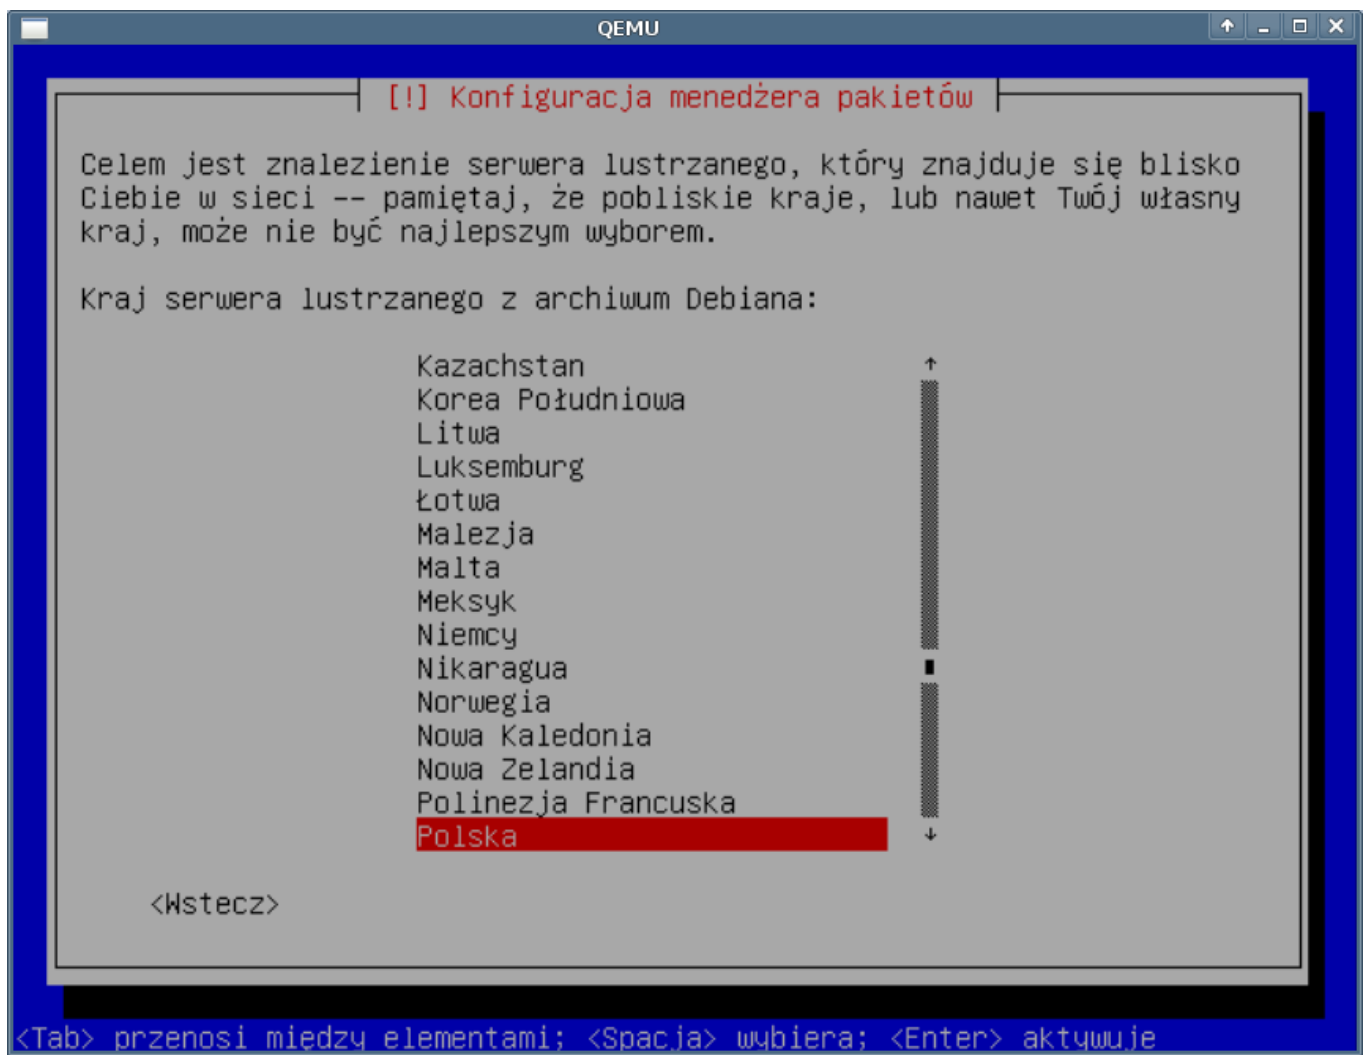 QEMU
[!] Konfiguracja menedżera pakietów
Celem jest znalezienie serwera lustrzanego, który znajduje się blisko
Ciebie w sieci -- pamiętaj, że pobliskie kraje, lub nawet Twój własny
kraj, może nie być najlepszym wyborem.
Kraj serwera lustrzanego z archiwum Debiana:
Kazachstan
Korea Południowa
Litwa
Luksemburg
Łotwa
Malezja
Malta
Meksyk
Niemcy
Nikaragua
Norwegia
Nowa Kaledonia
Nowa Zelandia
Polinezja Francuska
Polska
<Wstecz>
<Tab> przenosi między elementami; <Spacja> wybiera; <Enter> aktywuje